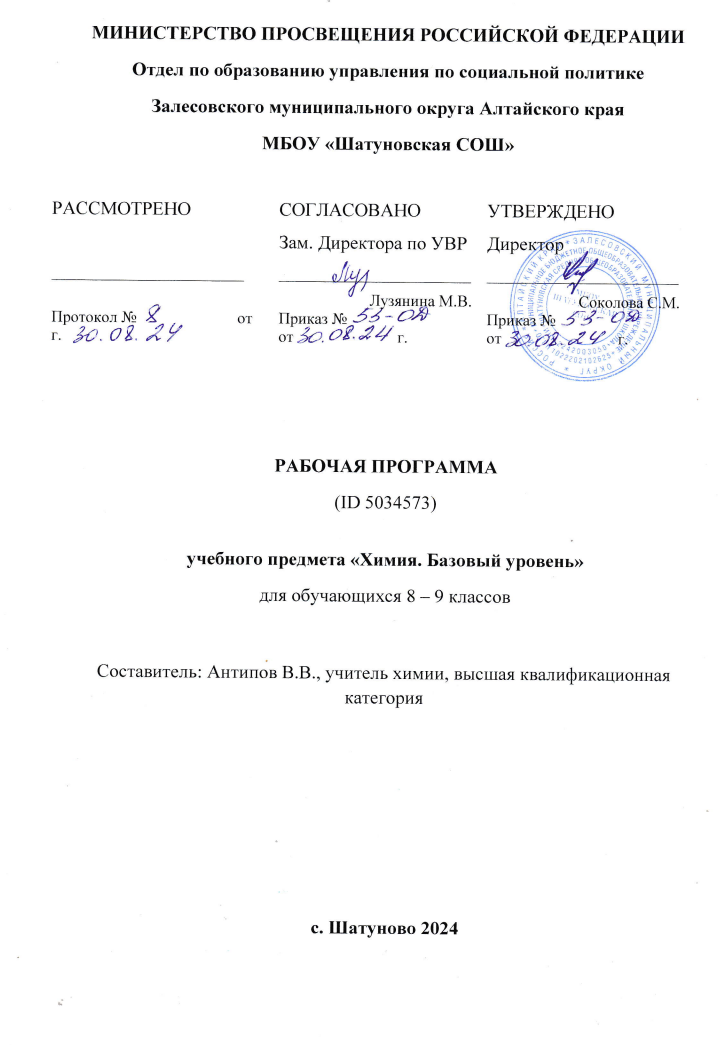 МИНИСТЕРСТВО ПРОСВЕЩЕНИЯ РОССИЙСКОЙ ФЕДЕРАЦИИ
Отдел по образованию управления по социальной политике
Залесовского муниципального округа Алтайского края
МБОУ «Шатуновская СОШ»
РАССМОТРЕНО
Протокол № 8 от
г. 30.08.24
СОГЛАСОВАНО
Зам. Директора по УВР
Луз
Лузянина М.В.
Приказ № 53-ОД
от 30.08.24 г.
УТВЕРЖДЕНО
Директор
Соколова С.М.
Приказ № 53-ОД
от 30.08.24 г.
РАБОЧАЯ ПРОГРАММА
(ID 5034573)
учебного предмета «Химия. Базовый уровень»
для обучающихся 8 – 9 классов
Составитель: Антипов В.В., учитель химии, высшая квалификационная
категория
с. Шатуново 2024